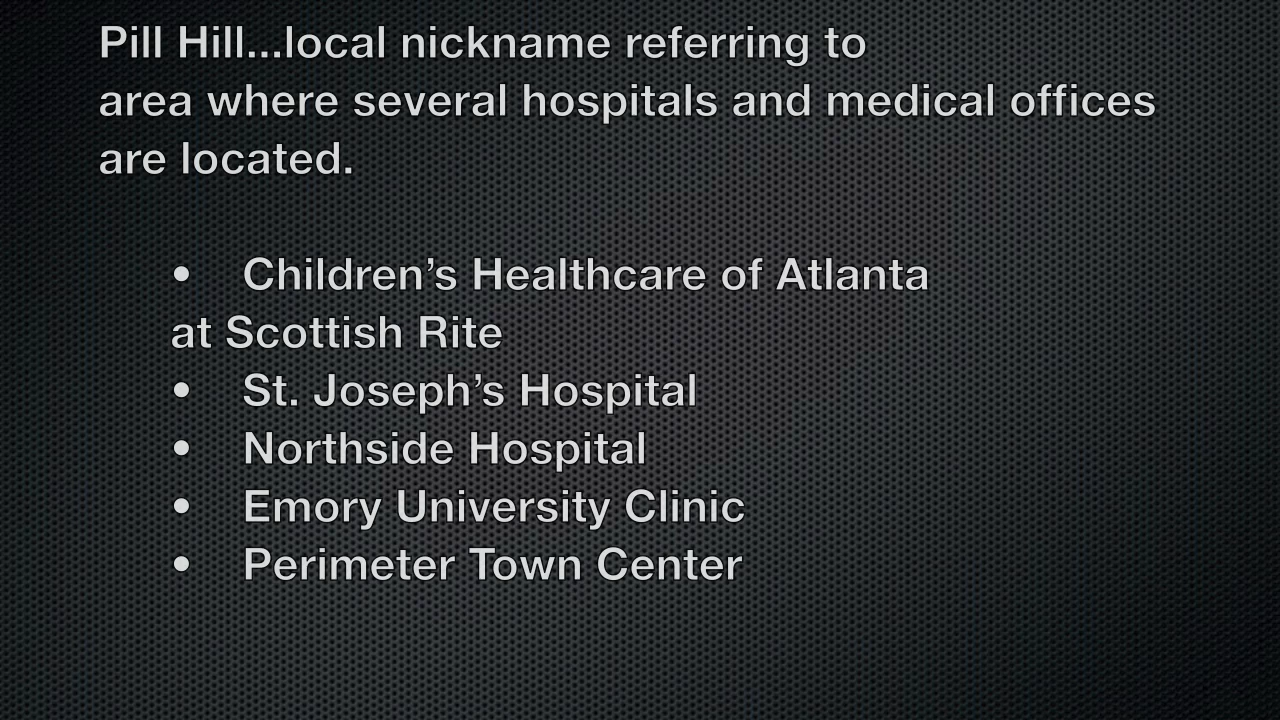 Pill Hill...local nickname referring to
area where several hospitals and medical offices
are located.
• Children’s Healthcare of Atlanta
at Scottish Rite
• St. Joseph’s Hospital
• Northside Hospital
• Emory University Clinic
• Perimeter Town Center